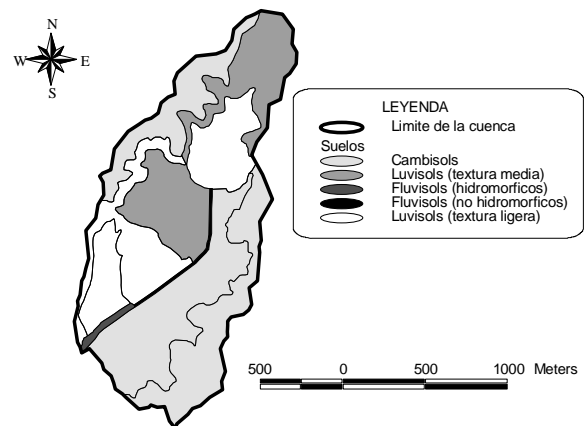 N
W E
S
LEYENDA
Limite de la cuenca
Suelos
Cambisols
Luvisols (textura media)
Fluvisols (hidromorficos)
Fluvisols (no hidromorficos)
Luvisols (textura ligera)
500 0 500 1000 Meters